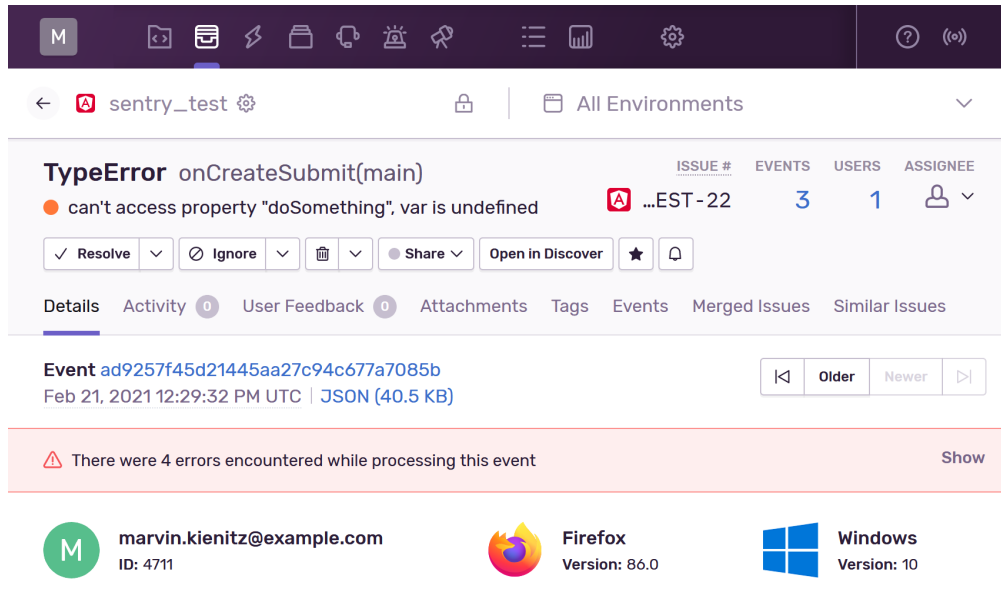 M
sentry_test
All Environments
TypeError onCreateSubmit(main)
can't access property "doSomething", var is undefined
ISSUE # EVENTS USERS ASSIGNEE
...EST-22 3 1
Resolve Ignore Share Open in Discover
Details Activity 0 User Feedback 0 Attachments Tags Events Merged Issues Similar Issues
Event ad9257f45d21445aa27c94c677a7085b
Feb 21, 2021 12:29:32 PM UTC | JSON (40.5 KB)
Older Newer
There were 4 errors encountered while processing this event Show
M
marvin.kienitz@example.com
ID: 4711
Firefox
Version: 86.0
Windows
Version: 10